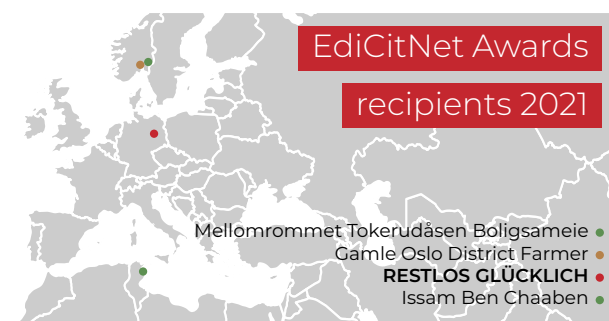 EdiCitNet Awards
recipients 2021
Mellomrommet Tokerudåsen Boligsameie
Gamle Oslo District Farmer
RESTLOS GLÜCKLICH
Issam Ben Chaaben